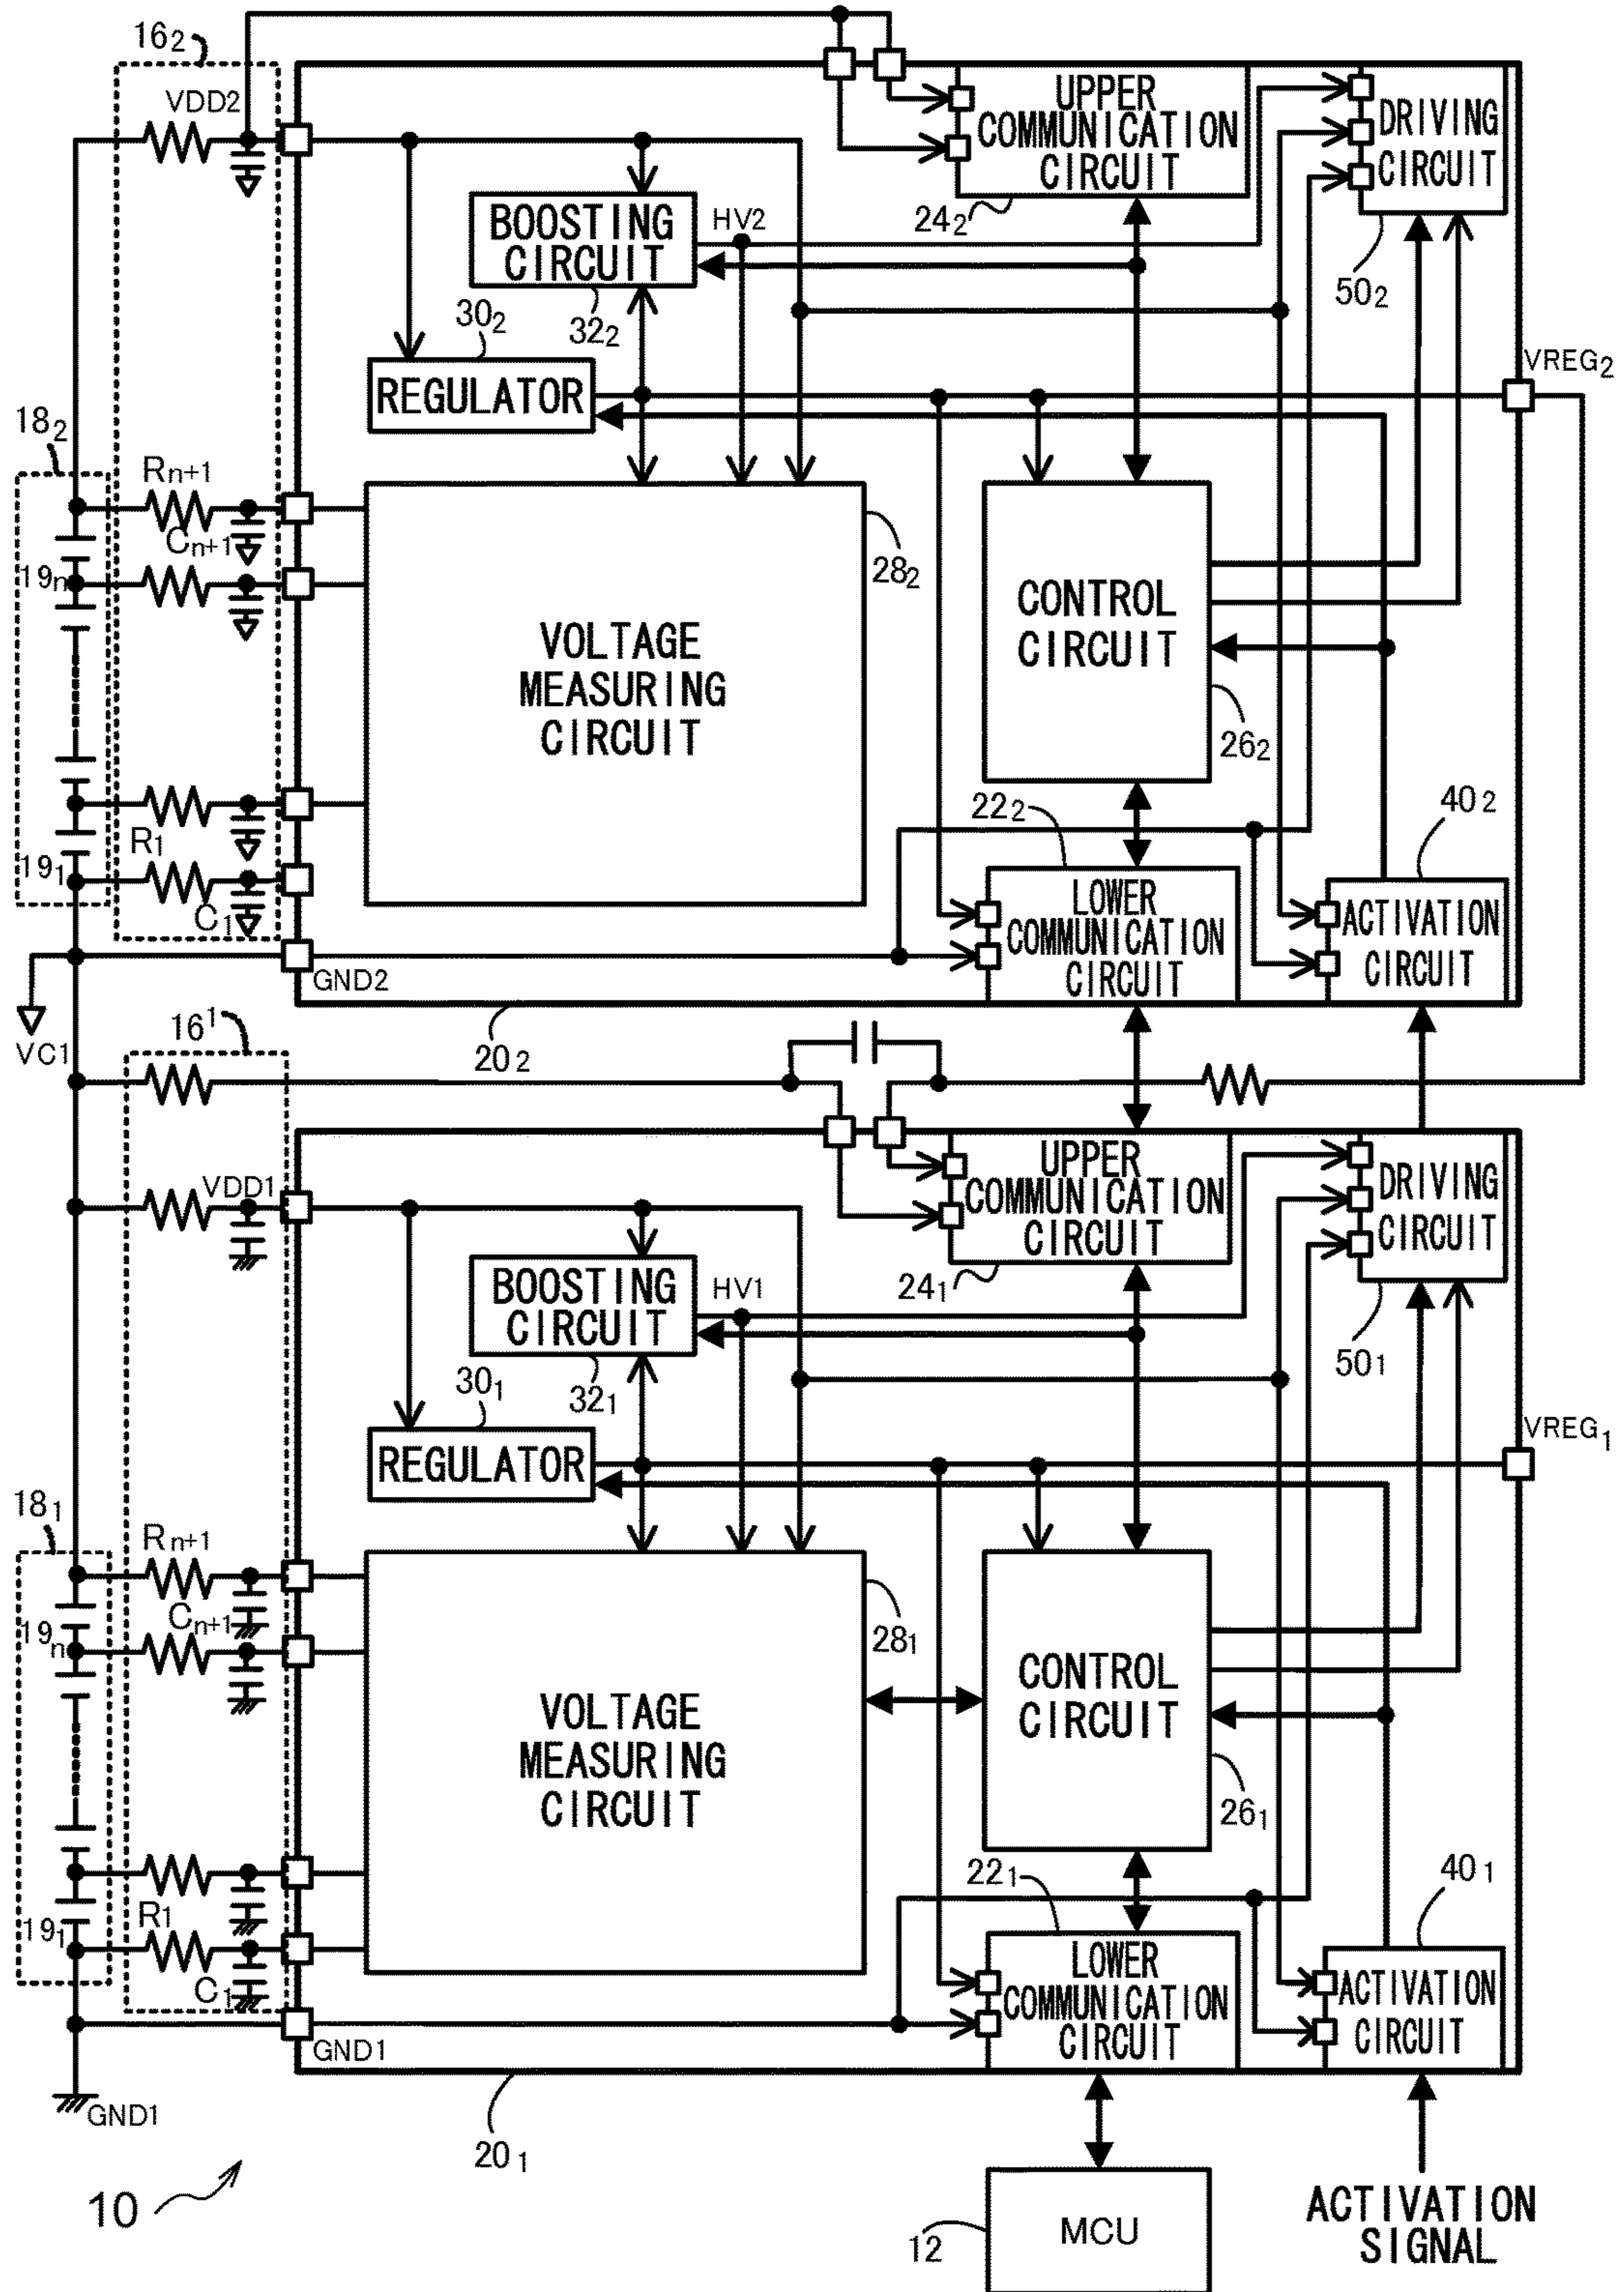 16₂
VDD2
UPPER
COMMUNICATION
CIRCUIT
DRIVING
CIRCUIT
BOOSTING
CIRCUIT
HV2
24₂
50₂
30₂
32₂
VREG₂
REGULATOR
18₂
Rn+1
Cn+1
19n
28₂
VOLTAGE
MEASURING
CIRCUIT
CONTROL
CIRCUIT
26₂
22₂
40₂
R1
19₁
C1
LOWER
COMMUNICATION
CIRCUIT
ACTIVATION
CIRCUIT
GND2
VC1
16¹
20₂
VDD1
UPPER
COMMUNICATION
CIRCUIT
DRIVING
CIRCUIT
BOOSTING
CIRCUIT
HV1
24₁
50₁
30₁
32₁
VREG₁
REGULATOR
18₁
Rn+1
Cn+1
19n
28₁
VOLTAGE
MEASURING
CIRCUIT
CONTROL
CIRCUIT
26₁
22₁
40₁
R1
19₁
C1
LOWER
COMMUNICATION
CIRCUIT
ACTIVATION
CIRCUIT
GND1
GND1
20₁
10
12
MCU
ACTIVATION
SIGNAL